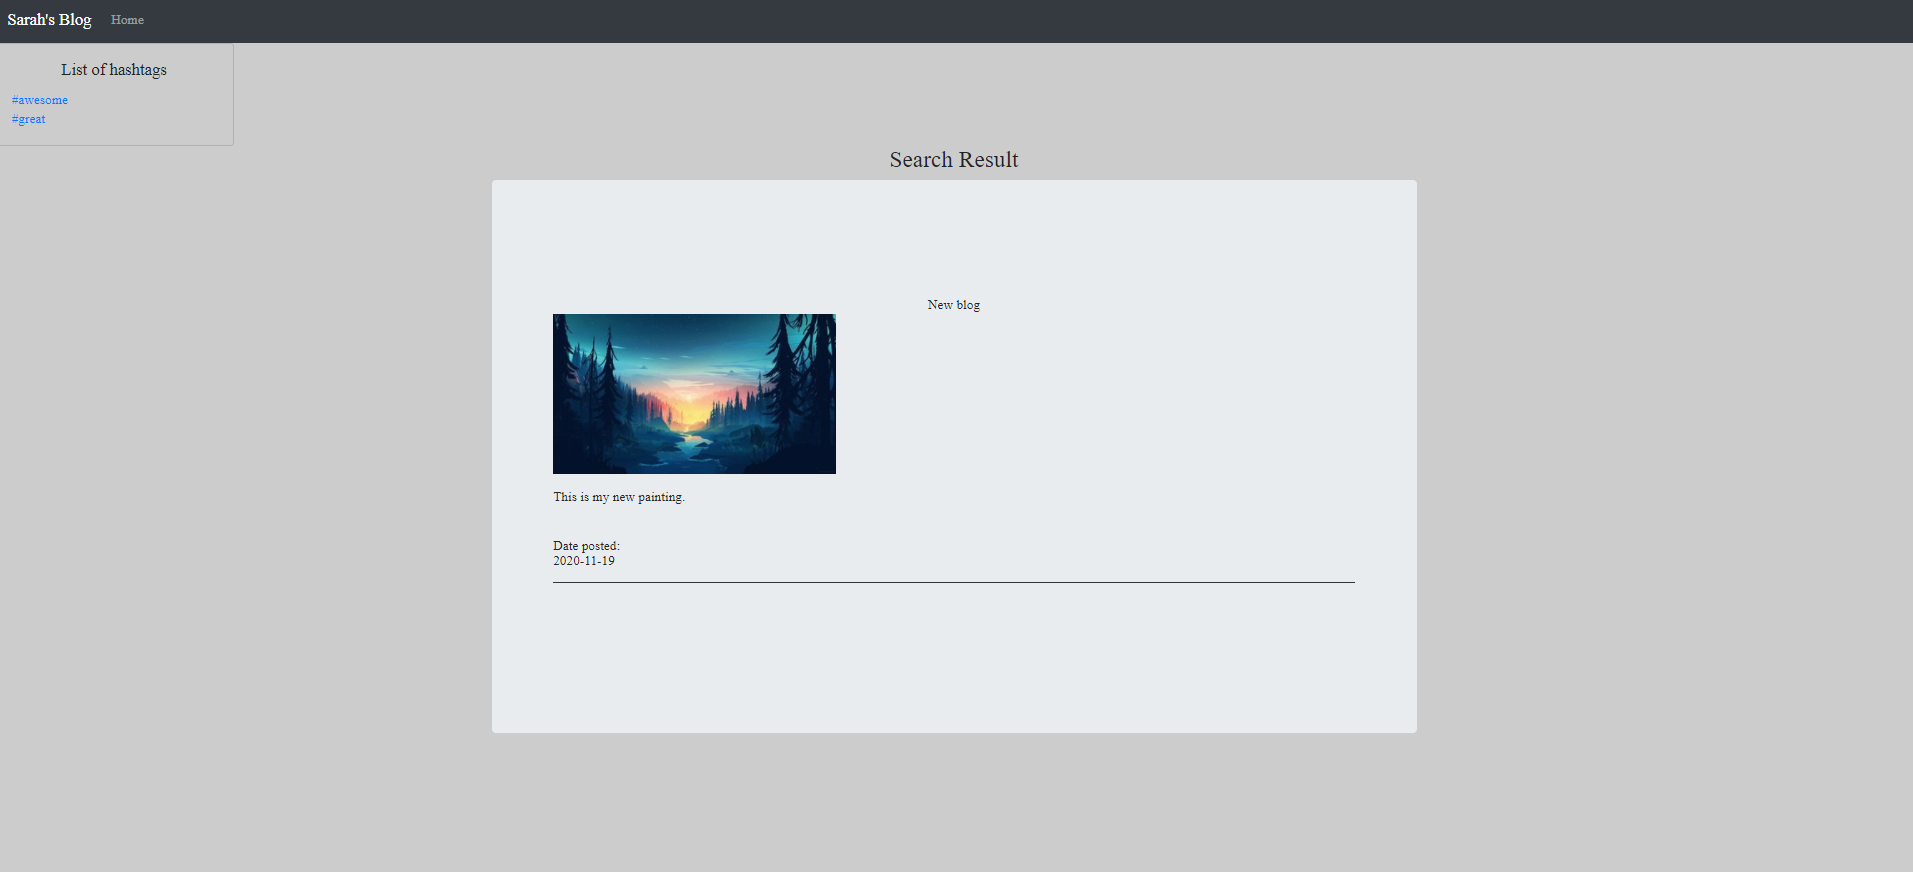 Sarah's Blog Home
List of hashtags
#awesome
#great
Search Result
New blog
This is my new painting.
Date posted:
2020-11-19